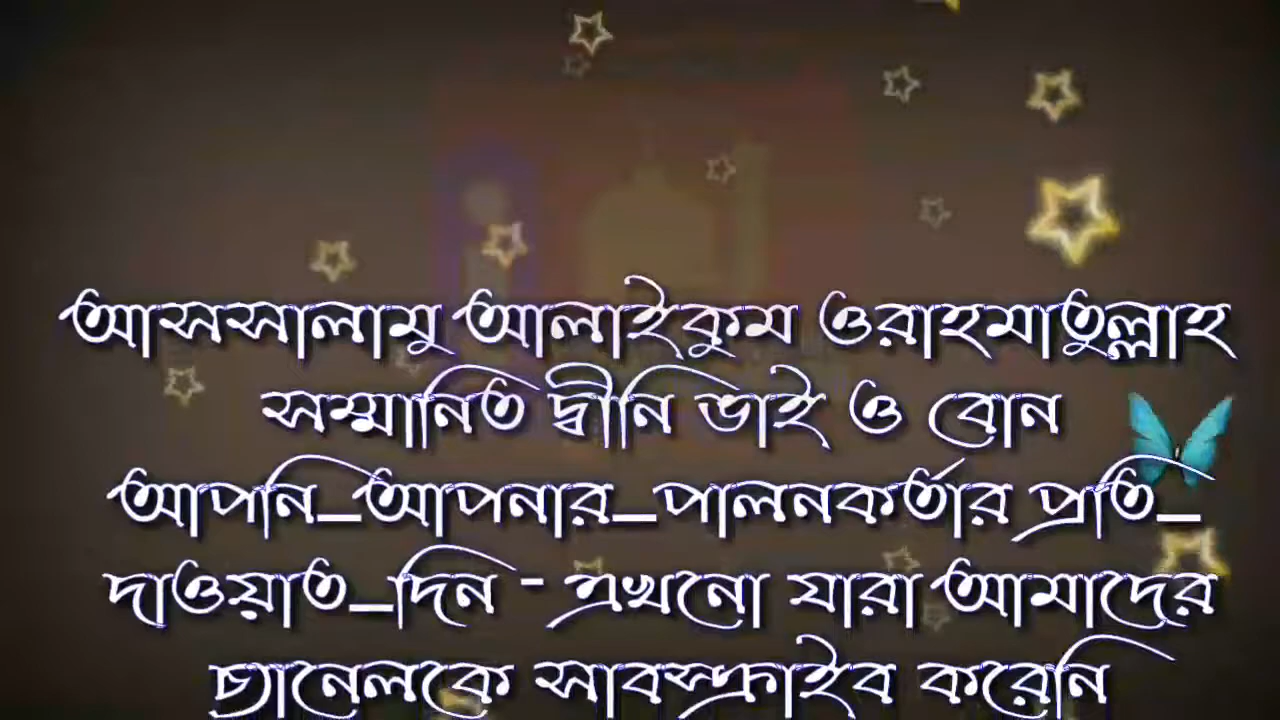 আসসালামু আলাইকুম ওরাহমাতুল্লাহ
সম্মানিত দ্বীনি ভাই ও বোন
আপনি_আপনার_পালনকর্তার প্রতি_
দাওয়াত_দিন - এখনো যারা আমাদের
চ্যানেলকে সাবস্ক্রাইব করেনি